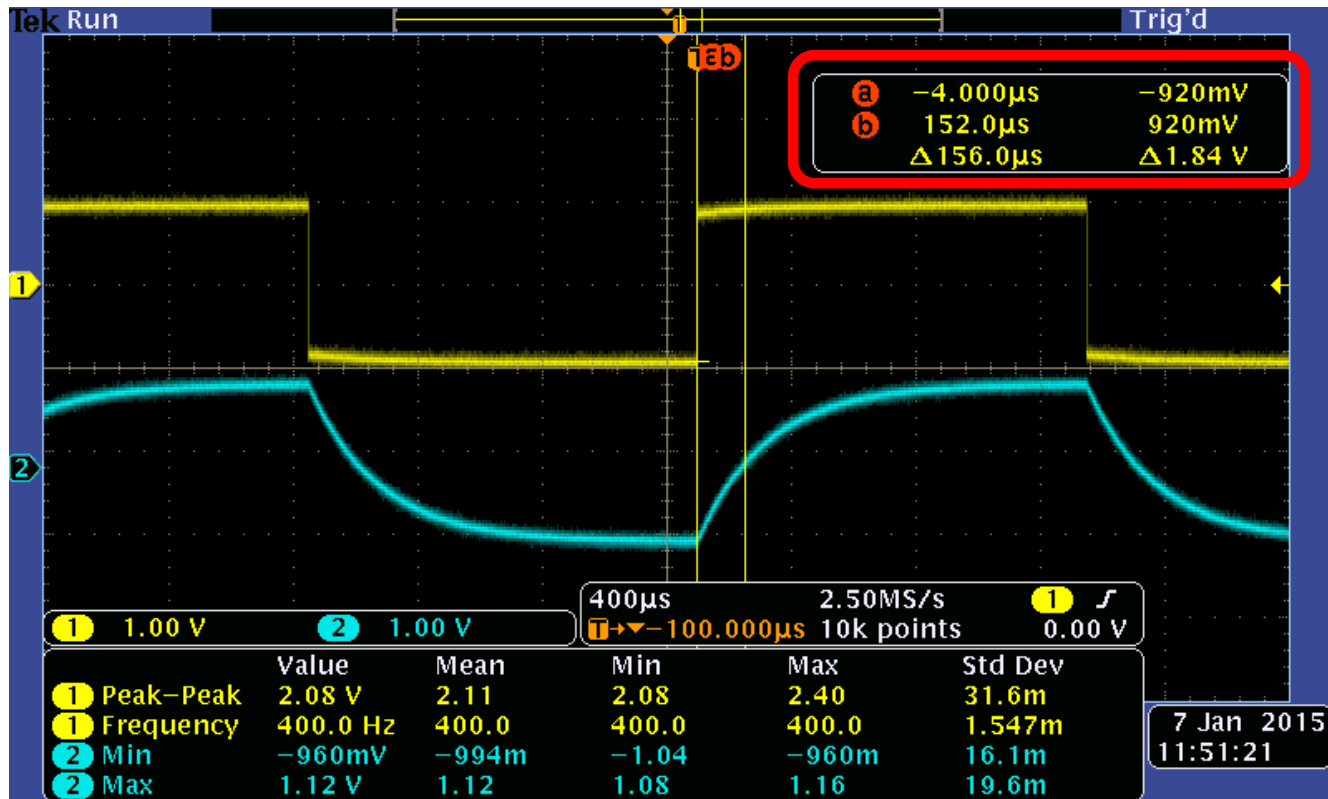 Tek Run Trig'd
T a b
a −4.000µs −920mV
b 152.0µs 920mV
Δ156.0µs Δ1.84 V
1
2
400µs 2.50MS/s 1
1 1.00 V 2 1.00 V T→▼−100.000µs 10k points 0.00 V
Value Mean Min Max Std Dev
1 Peak−Peak 2.08 V 2.11 2.08 2.40 31.6m
1 Frequency 400.0 Hz 400.0 400.0 400.0 1.547m
2 Min −960mV −994m −1.04 −960m 16.1m
2 Max 1.12 V 1.12 1.08 1.16 19.6m
7 Jan 2015
11:51:21